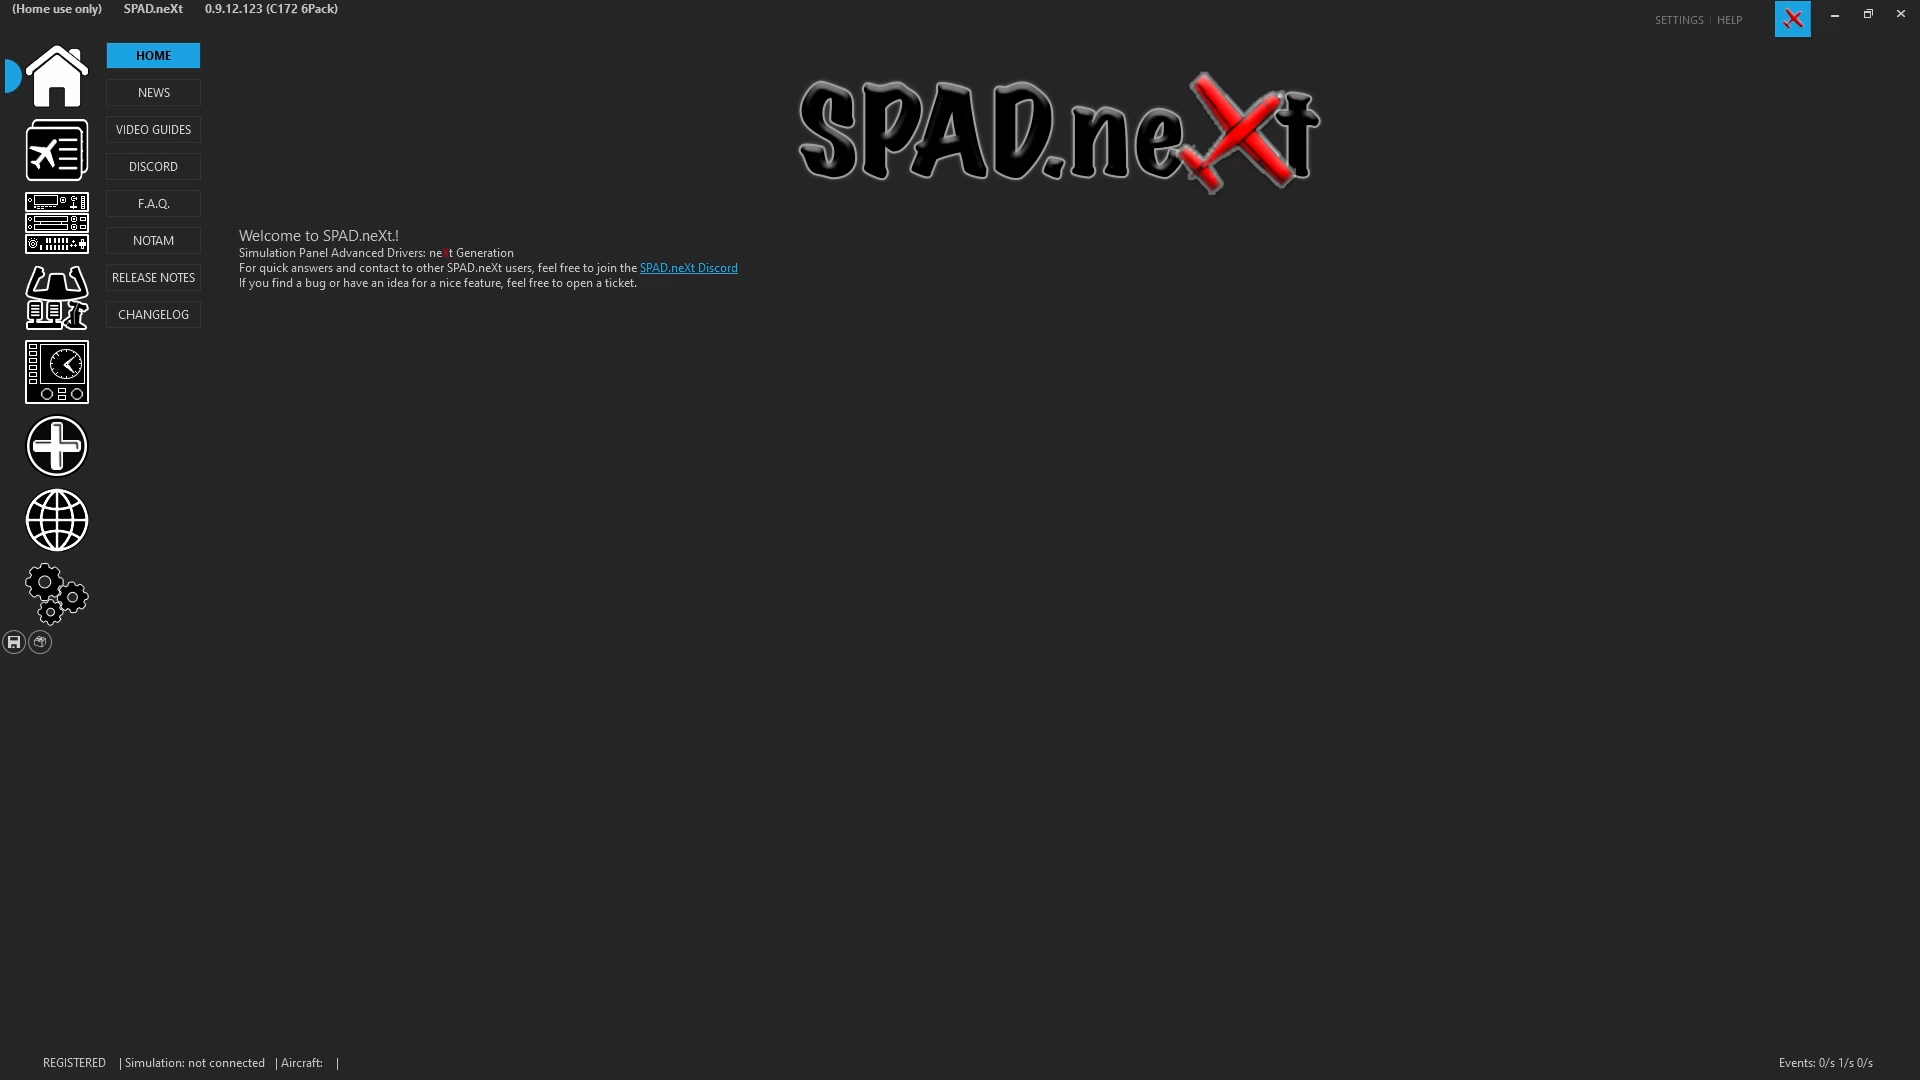 (Home use only) SPAD.neXt 0.9.12.123 (C172 6Pack)
SETTINGS | HELP
HOME
NEWS
VIDEO GUIDES
DISCORD
F.A.Q.
NOTAM
RELEASE NOTES
CHANGELOG
SPAD.neXt
Welcome to SPAD.neXt.!
Simulation Panel Advanced Drivers: neXt Generation
For quick answers and contact to other SPAD.neXt users, feel free to join the SPAD.neXt Discord
If you find a bug or have an idea for a nice feature, feel free to open a ticket.
REGISTERED | Simulation: not connected | Aircraft: |
Events: 0/s 1/s 0/s